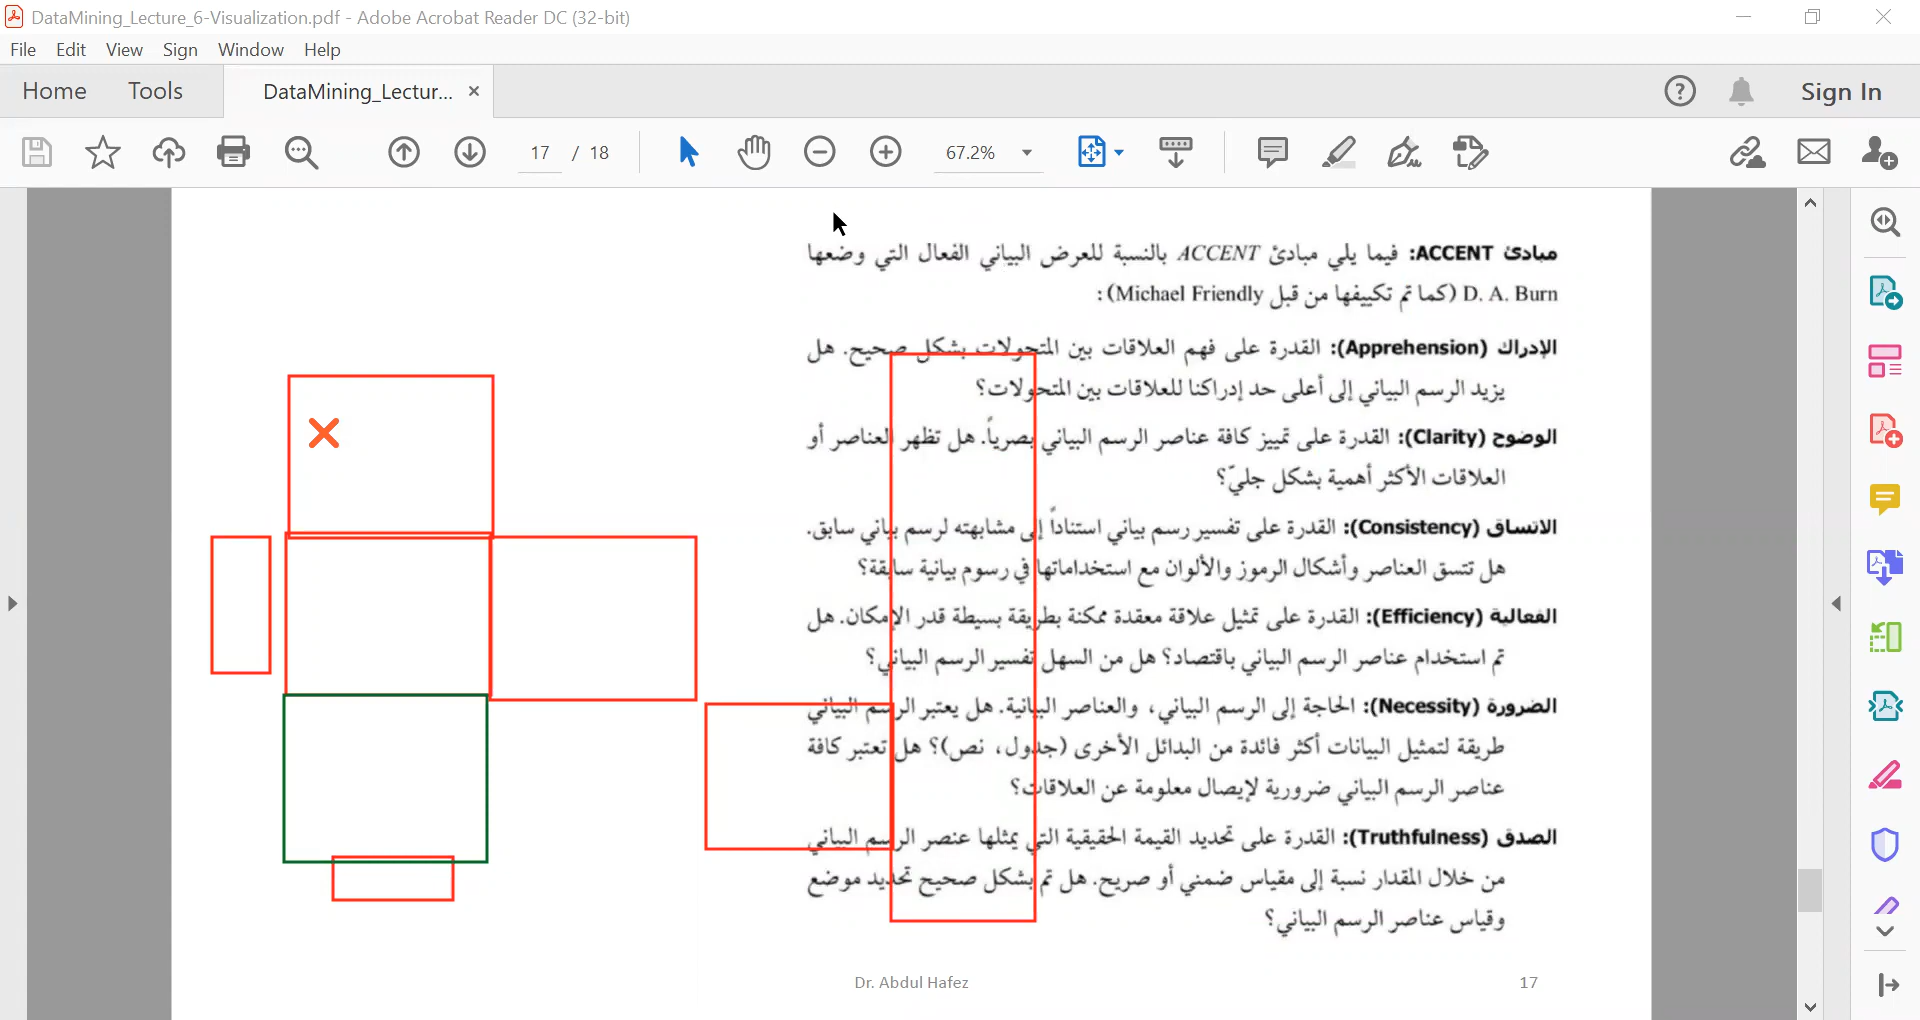 DataMining_Lecture_6-Visualization.pdf - Adobe Acrobat Reader DC (32-bit)
File Edit View Sign Window Help
Home Tools DataMining_Lectur... × Sign In
17 / 18 67.2%
مبادئ ACCENT: فيما يلي مبادئ ACCENT بالنسبة للعرض البياني الفعال التي وضعها
D. A. Burn (كما تم تكييفها من قبل Michael Friendly):
الإدراك (Apprehension): القدرة على فهم العلاقات بين المتحولات بشكل صحيح. هل
يزيد الرسم البياني إلى أعلى حد إدراكنا للعلاقات بين المتحولات؟
الوضوح (Clarity): القدرة على تمييز كافة عناصر الرسم البياني بصرياً. هل تظهر العناصر أو
العلاقات الأكثر أهمية بشكل جليّ؟
الاتساق (Consistency): القدرة على تفسير رسم بياني استناداً إلى مشابهته لرسم بياني سابق.
هل تتسق العناصر وأشكال الرموز والألوان مع استخداماتها في رسوم بيانية سابقة؟
الفعالية (Efficiency): القدرة على تمثيل علاقة معقدة ممكنة بطريقة بسيطة قدر الإمكان. هل
تم استخدام عناصر الرسم البياني باقتصاد؟ هل من السهل تفسير الرسم البياني؟
الضرورة (Necessity): الحاجة إلى الرسم البياني، والعناصر البيانية. هل يعتبر الرسم البياني
طريقة لتمثيل البيانات أكثر فائدة من البدائل الأخرى (جدول، نص)؟ هل تعتبر كافة
عناصر الرسم البياني ضرورية لإيصال معلومة عن العلاقات؟
الصدق (Truthfulness): القدرة على تحديد القيمة الحقيقية التي يمثلها عنصر الرسم البياني
من خلال المقدار نسبة إلى مقياس ضمني أو صريح. هل تم بشكل صحيح تحديد موضع
وقياس عناصر الرسم البياني؟
Dr. Abdul Hafez 17